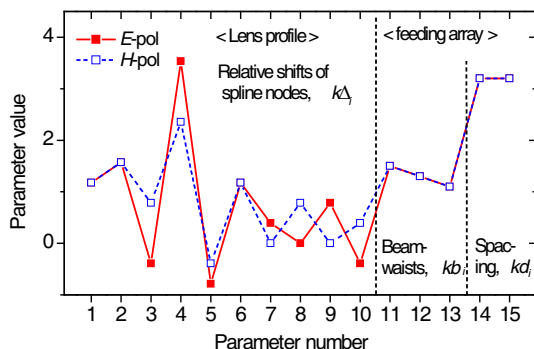 < Lens profile >
< feeding array >
E-pol
H-pol
Relative shifts of
spline nodes, kΔi
Beam-
waists, kbi
Spac-
ing, kdi
Parameter value
4
2
0
1 2 3 4 5 6 7 8 9 10 11 12 13 14 15
Parameter number